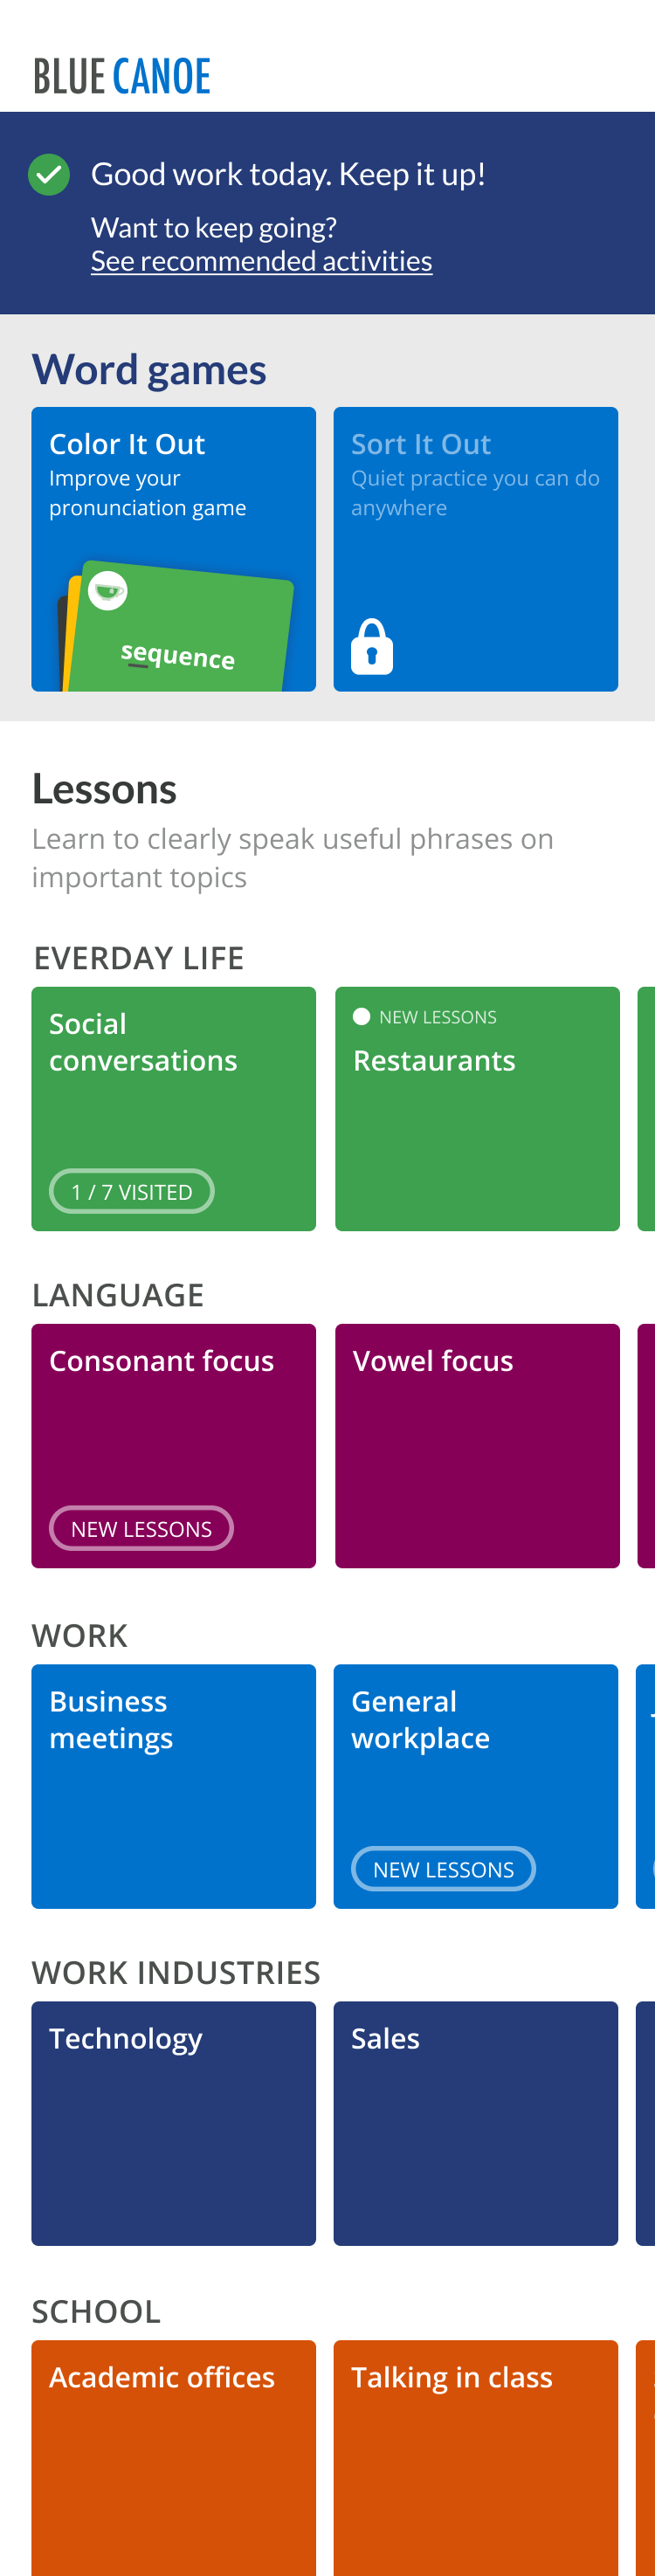 BLUE CANOE
Good work today. Keep it up!
Want to keep going?
See recommended activities
Word games
Color It Out
Improve your
pronunciation game
sequence
Sort It Out
Quiet practice you can do
anywhere
Lessons
Learn to clearly speak useful phrases on
important topics
EVERDAY LIFE
Social
conversations
1 / 7 VISITED
NEW LESSONS
Restaurants
LANGUAGE
Consonant focus
NEW LESSONS
Vowel focus
WORK
Business
meetings
General
workplace
NEW LESSONS
WORK INDUSTRIES
Technology
Sales
SCHOOL
Academic offices
Talking in class